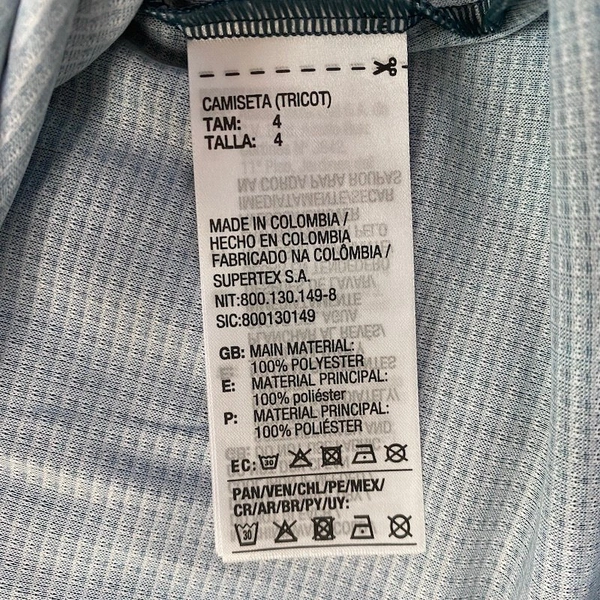 CAMISETA (TRICOT)
TAM: 4
TALLA: 4
MADE IN COLOMBIA /
HECHO EN COLOMBIA
FABRICADO NA COLÔMBIA /
SUPERTEX S.A.
NIT:800.130.149-8
SIC:800130149
GB: MAIN MATERIAL:
100% POLYESTER
E: MATERIAL PRINCIPAL:
100% poliéster
P: MATERIAL PRINCIPAL:
100% POLIÉSTER
EC: 30
PAN/VEN/CHL/PE/MEX/
CR/AR/BR/PY/UY:
30